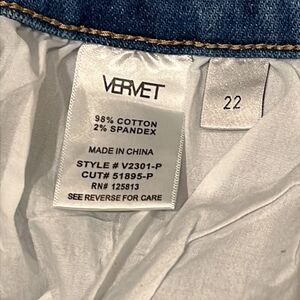 VERVET
98% COTTON
2% SPANDEX
MADE IN CHINA
STYLE # V2301-P
CUT# 51895-P
RN# 125813
SEE REVERSE FOR CARE
22